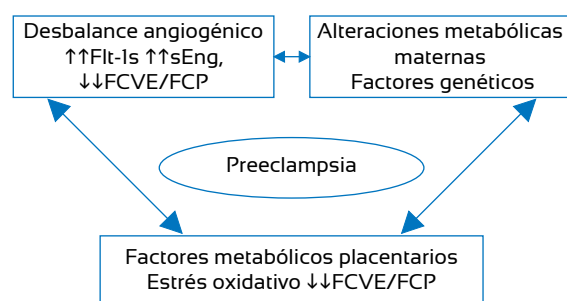 Desbalance angiogénico
↑↑Flt-1s ↑↑sEng,
↓↓FCVE/FCP
Alteraciones metabólicas
maternas
Factores genéticos
Preeclampsia
Factores metabólicos placentarios
Estrés oxidativo ↓↓FCVE/FCP